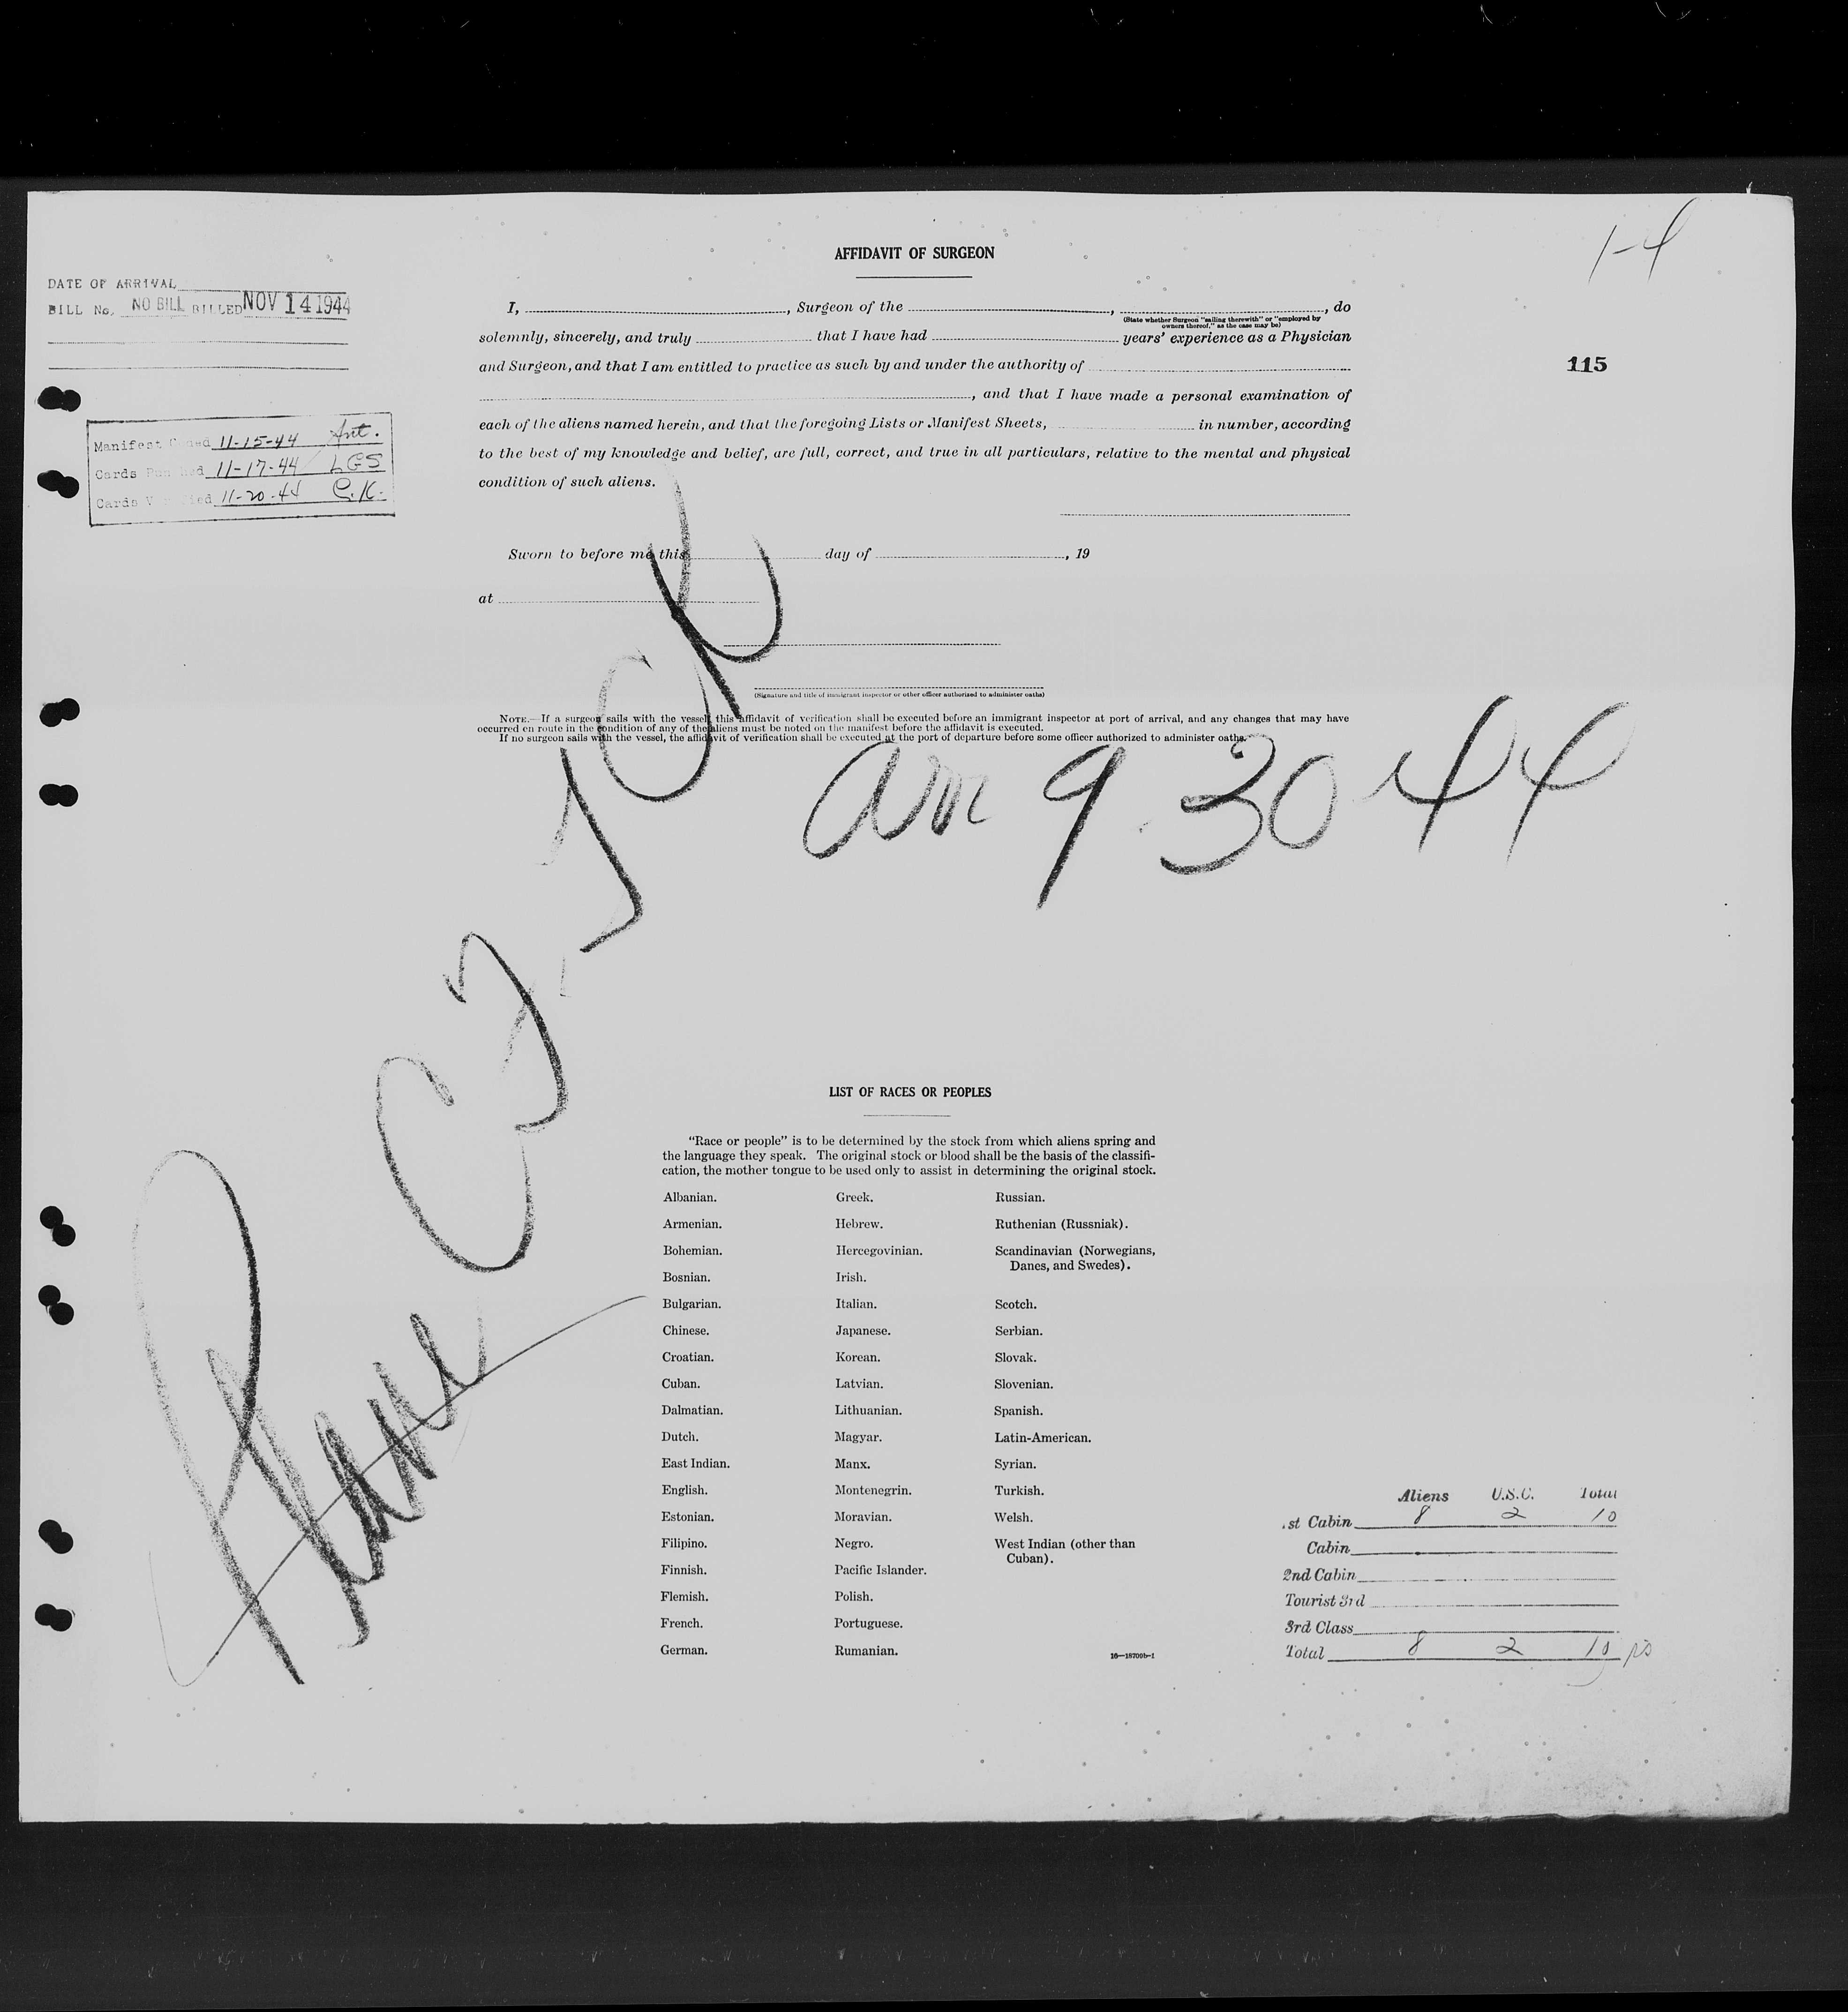 1-4
AFFIDAVIT OF SURGEON
DATE OF ARRIVAL
BILL No. NO BILL BILLED NOV 14 1944
I, , Surgeon of the , , do
(State whether Surgeon "sailing therewith" or "employed by
owners thereof," as the case may be)
solemnly, sincerely, and truly that I have had years' experience as a Physician
and Surgeon, and that I am entitled to practice as such by and under the authority of
115
, and that I have made a personal examination of
each of the aliens named herein, and that the foregoing Lists or Manifest Sheets, in number, according
to the best of my knowledge and belief, are full, correct, and true in all particulars, relative to the mental and physical
condition of such aliens.
Manifest 11-15-44 Ant.
Cards 11-17-44 LGS
Cards 11-20-44 C.K.
Sworn to before me this day of , 19
at
(Signature and title of immigrant inspector or other officer authorized to administer oaths)
NOTE.—If a surgeon sails with the vessel, this affidavit of verification shall be executed before an immigrant inspector at port of arrival, and any changes that may have
occurred en route in the condition of any of the aliens must be noted on the manifest before the affidavit is executed.
If no surgeon sails with the vessel, the affidavit of verification shall be executed at the port of departure before some officer authorized to administer oaths.
arr 9 30 44
Plane CF-JCK
LIST OF RACES OR PEOPLES
"Race or people" is to be determined by the stock from which aliens spring and
the language they speak. The original stock or blood shall be the basis of the classifi-
cation, the mother tongue to be used only to assist in determining the original stock.
Albanian.
Armenian.
Bohemian.
Bosnian.
Bulgarian.
Chinese.
Croatian.
Cuban.
Dalmatian.
Dutch.
East Indian.
English.
Estonian.
Filipino.
Finnish.
Flemish.
French.
German.
Greek.
Hebrew.
Hercegovinian.
Irish.
Italian.
Japanese.
Korean.
Latvian.
Lithuanian.
Magyar.
Manx.
Montenegrin.
Moravian.
Negro.
Pacific Islander.
Polish.
Portuguese.
Rumanian.
Russian.
Ruthenian (Russniak).
Scandinavian (Norwegians,
Danes, and Swedes).
Scotch.
Serbian.
Slovak.
Slovenian.
Spanish.
Latin-American.
Syrian.
Turkish.
Welsh.
West Indian (other than
Cuban).
16—18700b-1
Aliens U.S.C. Total
st Cabin 8 2 10
Cabin
2nd Cabin
Tourist 3rd
3rd Class
Total 8 2 10